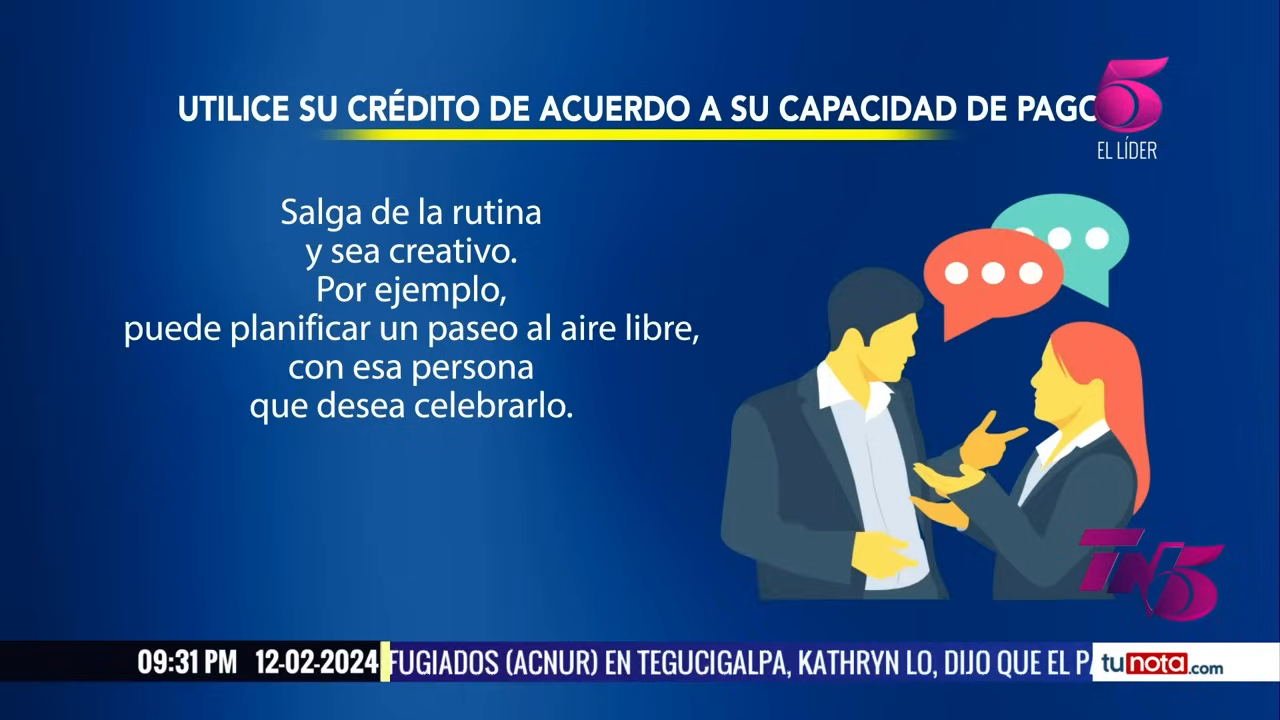 UTILICE SU CRÉDITO DE ACUERDO A SU CAPACIDAD DE PAGO
5
EL LÍDER
Salga de la rutina
y sea creativo.
Por ejemplo,
puede planificar un paseo al aire libre,
con esa persona
que desea celebrarlo.
TN5
09:31 PM 12-02-2024 FUGIADOS (ACNUR) EN TEGUCIGALPA, KATHRYN LO, DIJO QUE EL tunota.com